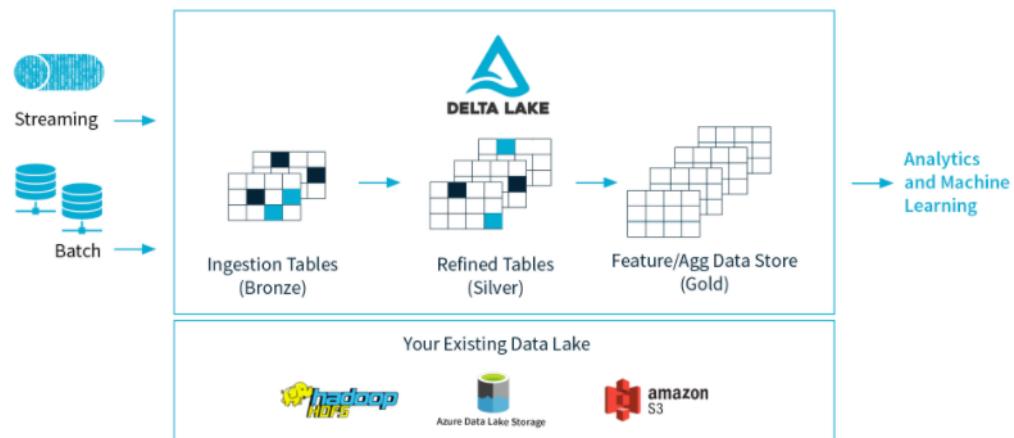 DELTA LAKE
Streaming
Batch
Ingestion Tables
(Bronze)
Refined Tables
(Silver)
Feature/Agg Data Store
(Gold)
Analytics
and Machine
Learning
Your Existing Data Lake
hadoop
HDFS
Azure Data Lake Storage
amazon
S3